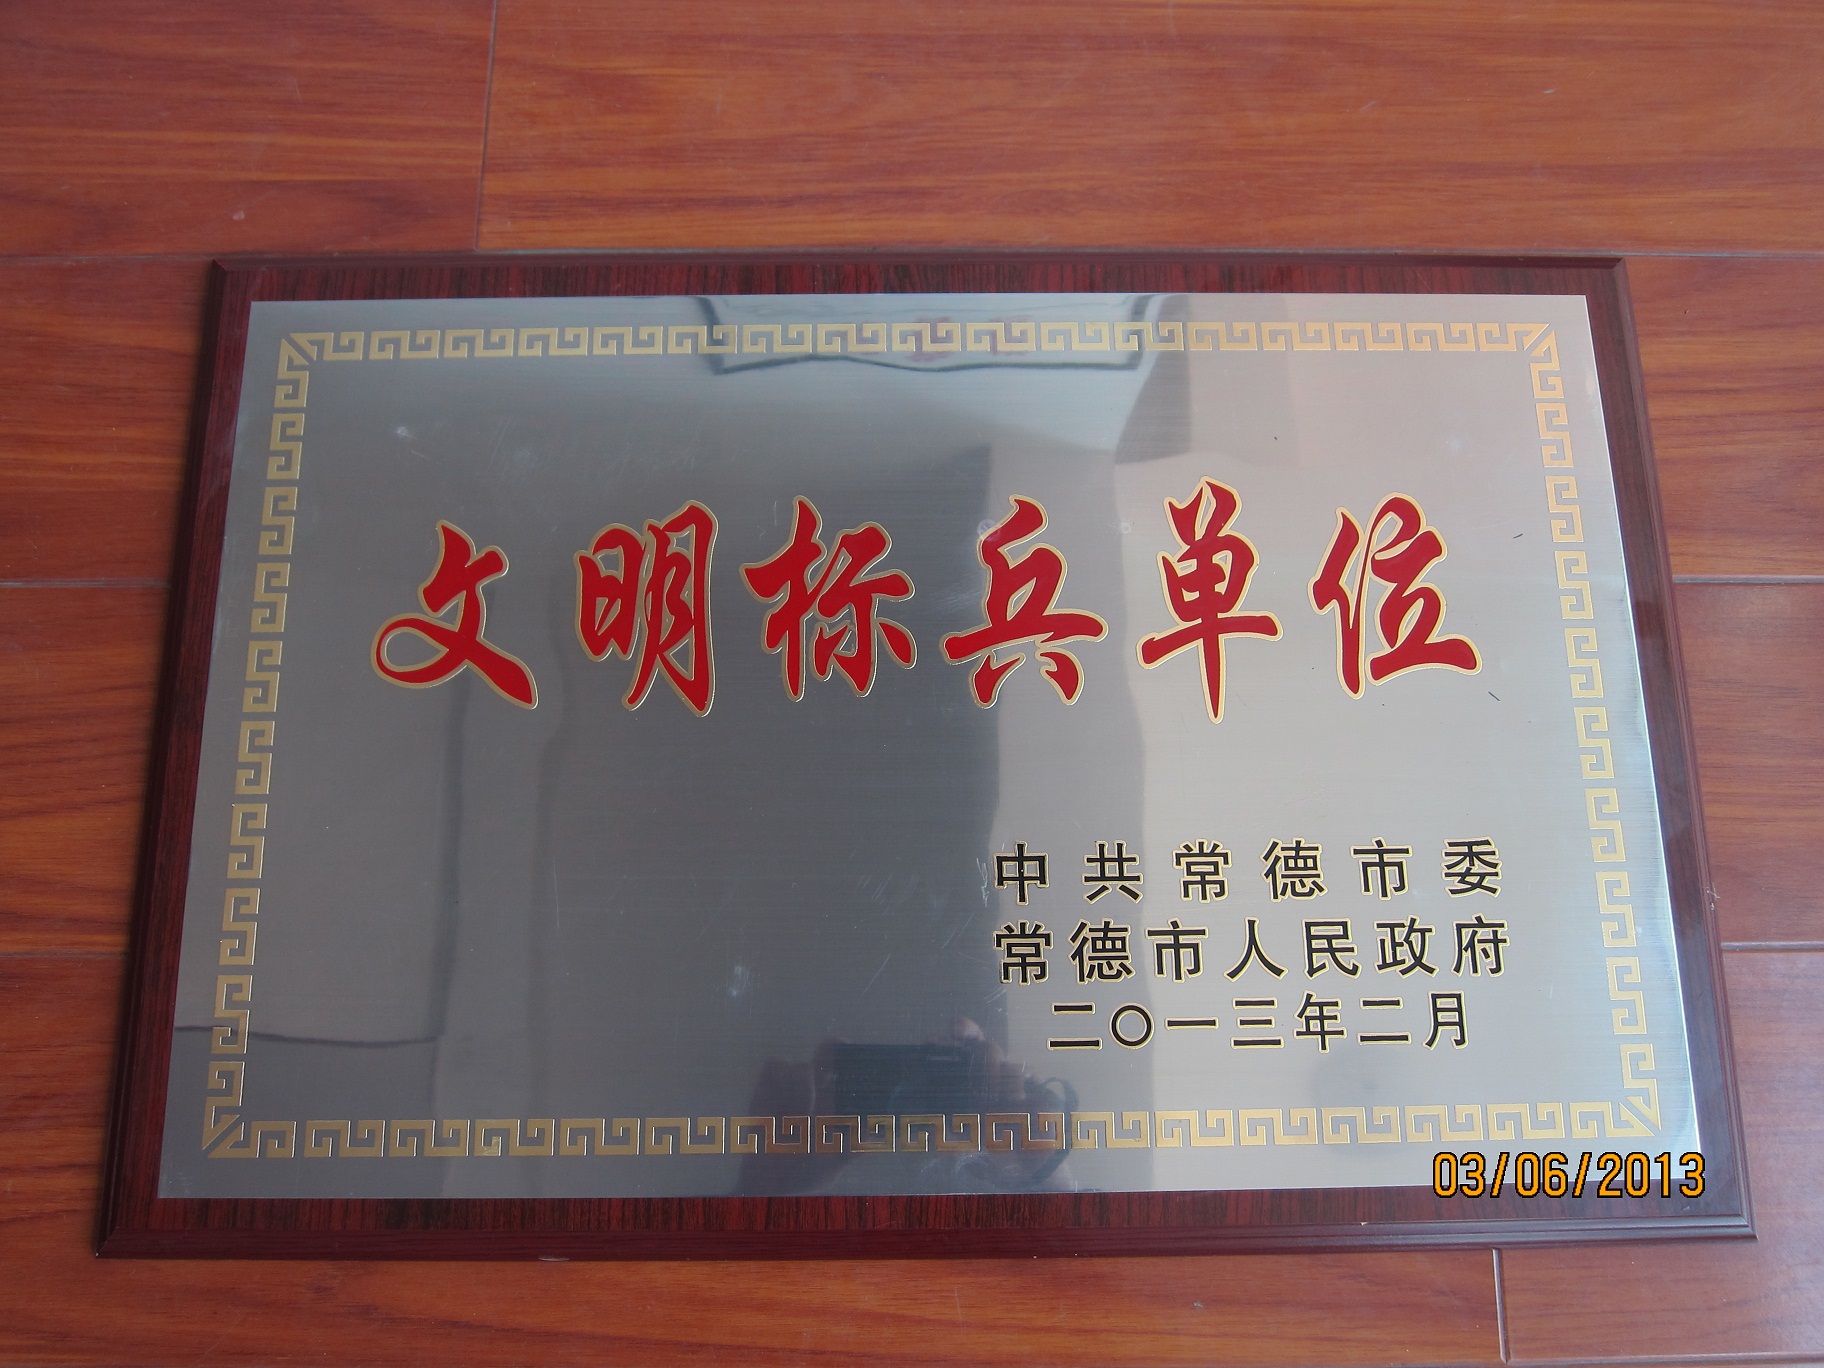 文明标兵单位
中共常德市委
常德市人民政府
二〇一三年二月
03/06/2013